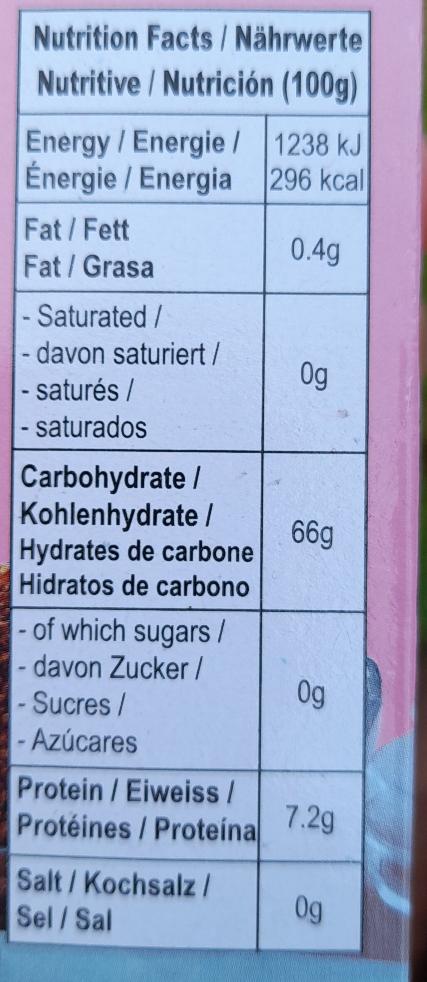 Nutrition Facts / Nährwerte
Nutritive / Nutrición (100g)
Energy / Energie /
Énergie / Energia
1238 kJ
296 kcal
Fat / Fett
Fat / Grasa
0.4g
- Saturated /
- davon saturiert /
- saturés /
- saturados
0g
Carbohydrate /
Kohlenhydrate /
Hydrates de carbone
Hidratos de carbono
66g
- of which sugars /
- davon Zucker /
- Sucres /
- Azúcares
0g
Protein / Eiweiss /
Protéines / Proteína
7.2g
Salt / Kochsalz /
Sel / Sal
0g